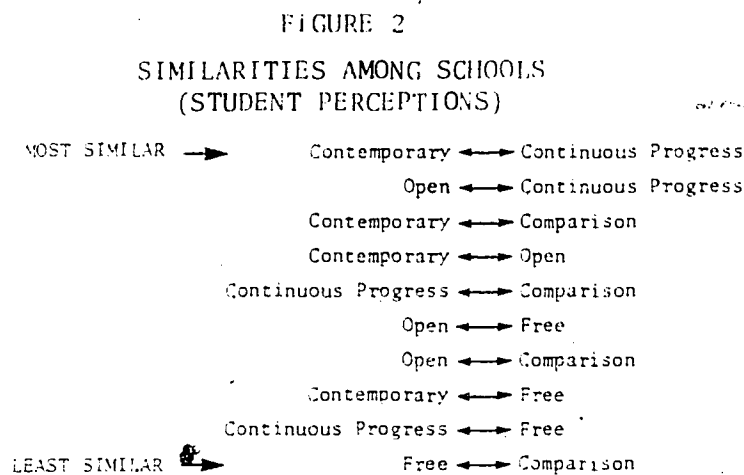 FIGURE 2
SIMILARITIES AMONG SCHOOLS
(STUDENT PERCEPTIONS)
MOST SIMILAR → Contemporary ↔ Continuous Progress
Open ↔ Continuous Progress
Contemporary ↔ Comparison
Contemporary ↔ Open
Continuous Progress ↔ Comparison
Open ↔ Free
Open ↔ Comparison
Contemporary ↔ Free
Continuous Progress ↔ Free
LEAST SIMILAR → Free ↔ Comparison